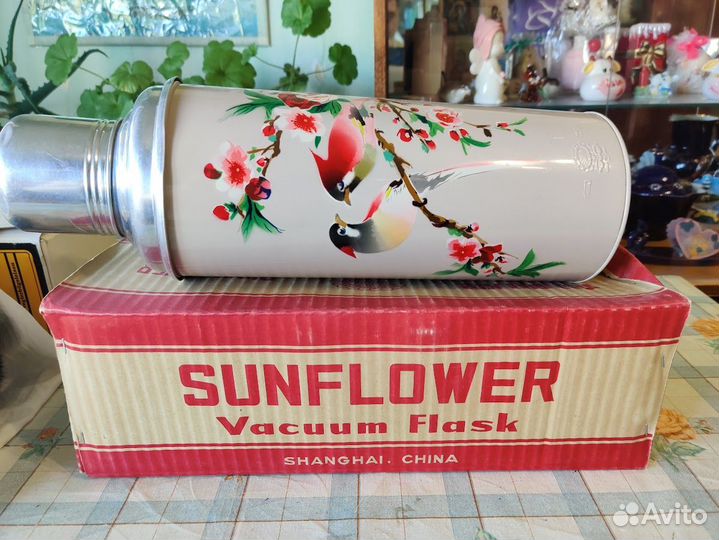 SUNFLOWER
Vacuum Flask
SHANGHAI. CHINA
Avito